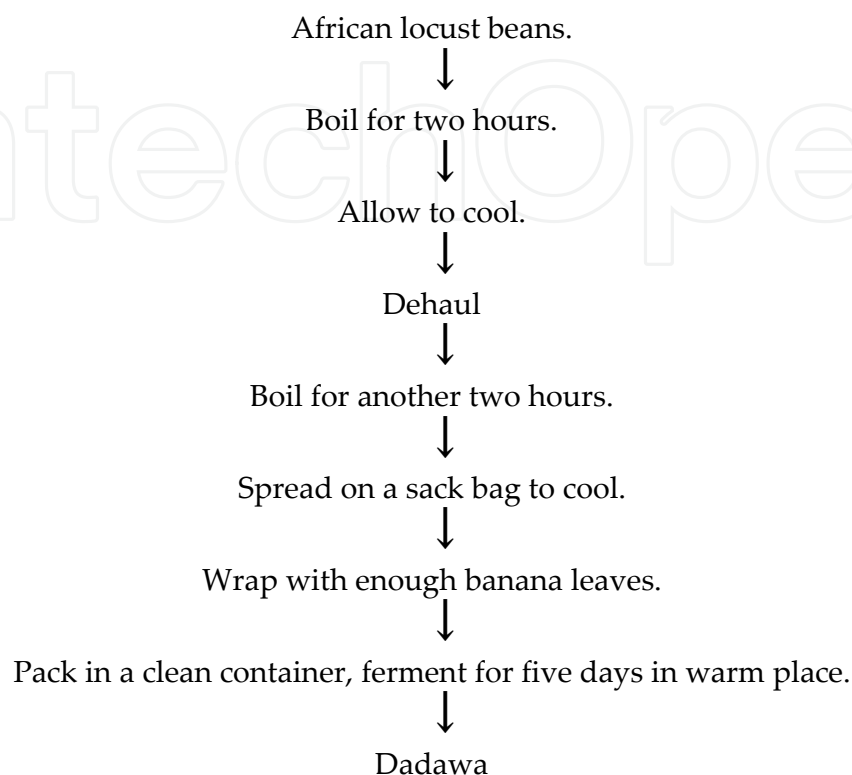 African locust beans.
Boil for two hours.
Allow to cool.
Dehaul
Boil for another two hours.
Spread on a sack bag to cool.
Wrap with enough banana leaves.
Pack in a clean container, ferment for five days in warm place.
Dadawa